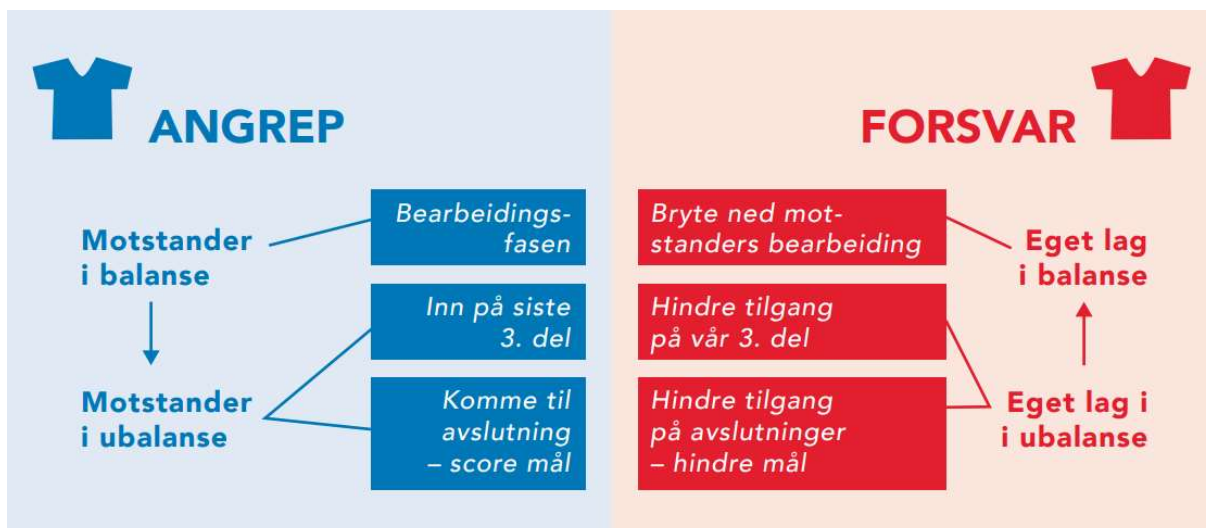 ANGREP
Motstander
i balanse
Motstander
i ubalanse
Bearbeidings-
fasen
Inn på siste
3. del
Komme til
avslutning
– score mål
FORSVAR
Bryte ned mot-
standers bearbeiding
Hindre tilgang
på vår 3. del
Hindre tilgang
på avslutninger
– hindre mål
Eget lag
i balanse
Eget lag i
i ubalanse